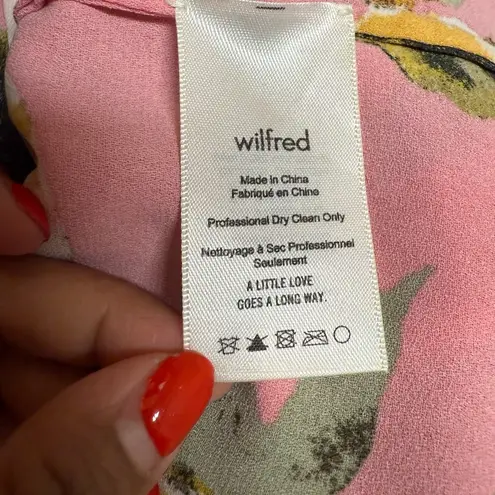 wilfred
Made in China
Fabriqué en Chine
Professional Dry Clean Only
Nettoyage à Sec Professionnel
Seulement
A LITTLE LOVE
GOES A LONG WAY.